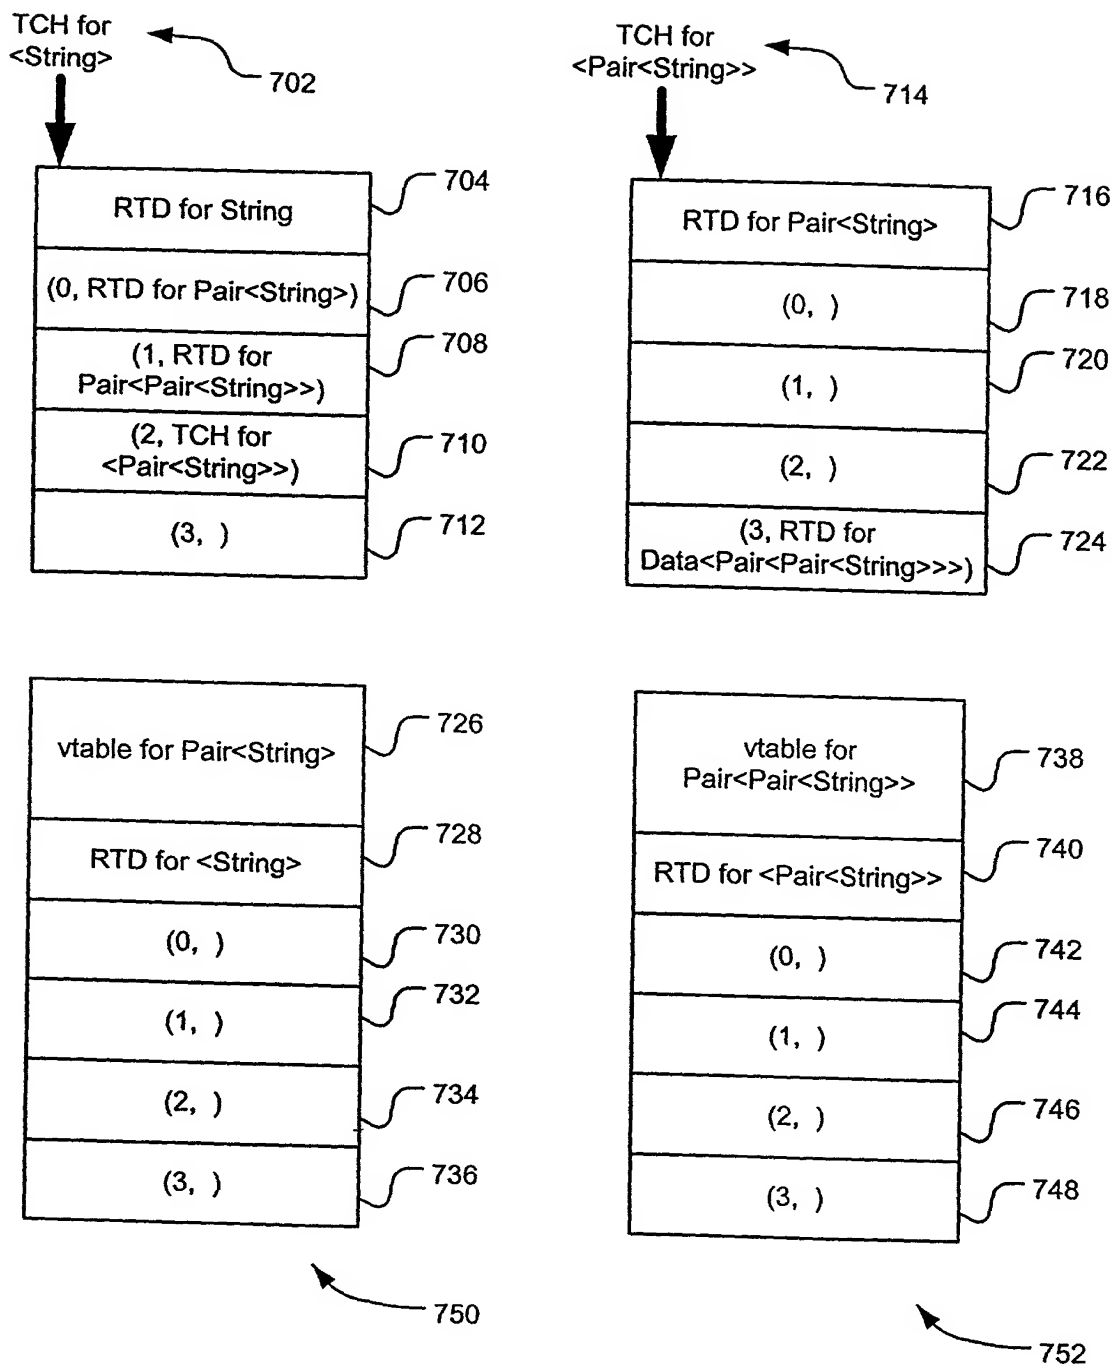 TCH for
<String>
702
RTD for String
704
(0, RTD for Pair<String>)
706
(1, RTD for
Pair<Pair<String>>)
708
(2, TCH for
<Pair<String>>)
710
(3, )
712
TCH for
<Pair<String>>
714
RTD for Pair<String>
716
(0, )
718
(1, )
720
(2, )
722
(3, RTD for
Data<Pair<Pair<String>>>)
724
vtable for Pair<String>
726
RTD for <String>
728
(0, )
730
(1, )
732
(2, )
734
(3, )
736
750
vtable for
Pair<Pair<String>>
738
RTD for <Pair<String>>
740
(0, )
742
(1, )
744
(2, )
746
(3, )
748
752